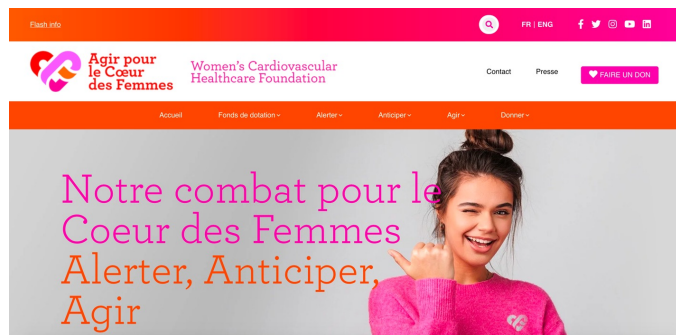 Flash info
FR | ENG
Agir pour
le Cœur
des Femmes
Women's Cardiovascular
Healthcare Foundation
Contact
Presse
FAIRE UN DON
Accueil
Fonds de dotation
Alerter
Anticiper
Agir
Donner
Notre combat pour le
Coeur des Femmes
Alerter, Anticiper,
Agir